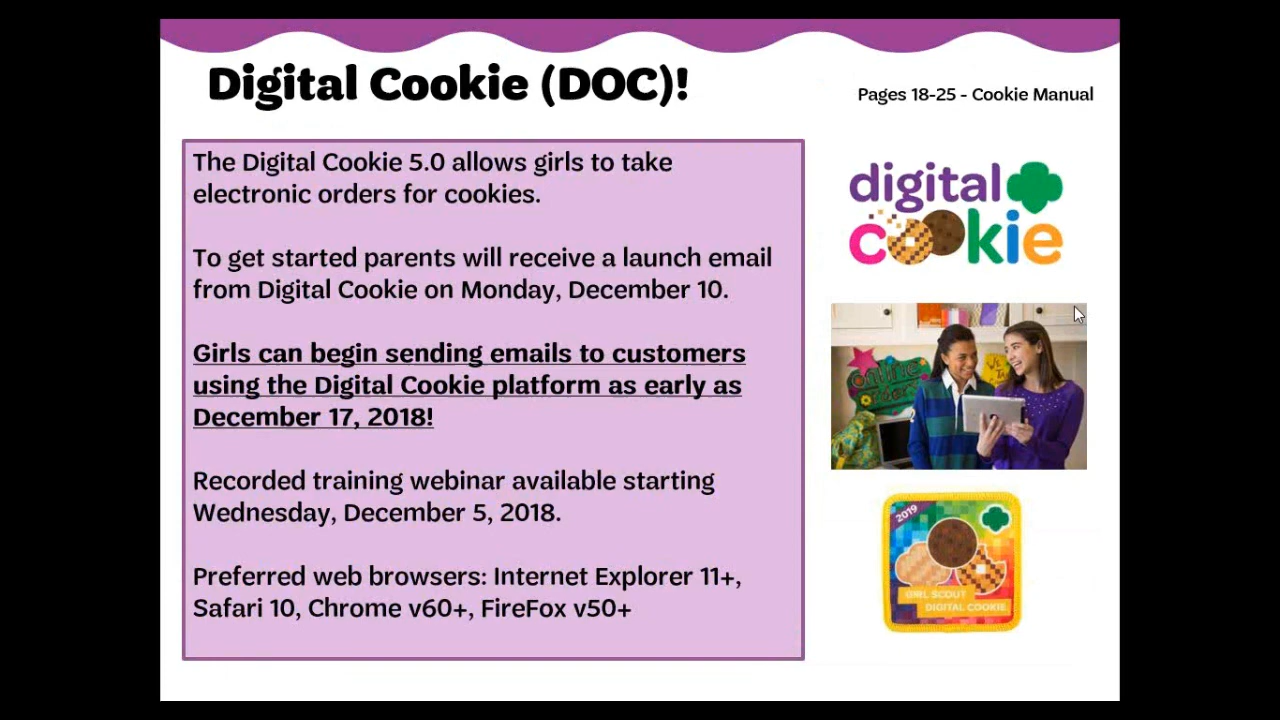 Digital Cookie (DOC)!
Pages 18-25 - Cookie Manual
The Digital Cookie 5.0 allows girls to take
electronic orders for cookies.
To get started parents will receive a launch email
from Digital Cookie on Monday, December 10.
Girls can begin sending emails to customers
using the Digital Cookie platform as early as
December 17, 2018!
Recorded training webinar available starting
Wednesday, December 5, 2018.
Preferred web browsers: Internet Explorer 11+,
Safari 10, Chrome v60+, FireFox v50+
digital
cookie
online
2019
GIRL SCOUT
DIGITAL COOKIE